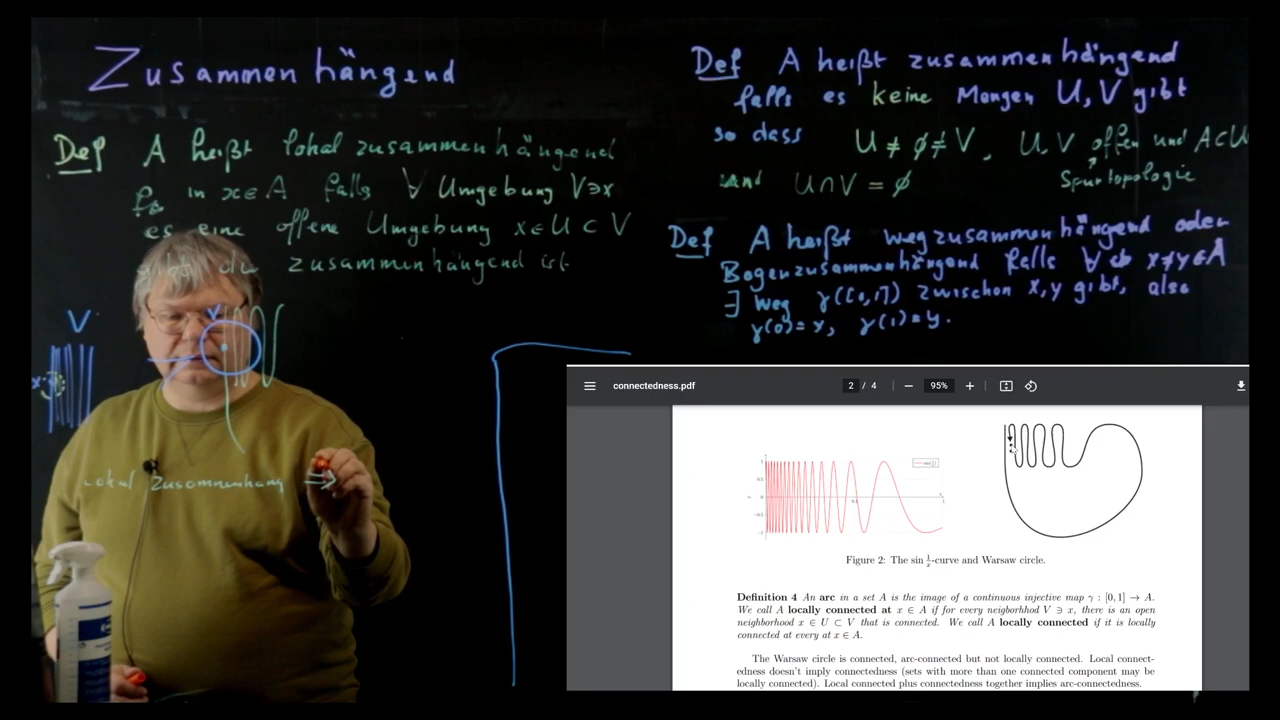 Zusammenhängend
Def A heißt lokal zusammenhängend
in x∈A falls ∀ Umgebung V∋x
es eine offene Umgebung x∈U⊂V
gibt die zusammenhängend ist
V
x
V
Lokal Zusammenhang ⇒
Def A heißt zusammenhängend
falls es keine Mengen U, V gibt
so dass U ≠ ∅ ≠ V, U, V offen und A⊂U
Spurtopologie
und U∩V = ∅
Def A heißt wegzusammenhängend oder
Bogenzusammenhängend falls ∀ x≠y∈A
∃ Weg γ([0,1]) zwischen x,y gibt, also
γ(0)=x, γ(1)=y.
connectedness.pdf 2 / 4 95%
Figure 2: The sin 1/x-curve and Warsaw circle.
Definition 4 An arc in a set A is the image of a continuous injective map γ : [0, 1] → A.
We call A locally connected at x ∈ A if for every neigborhhod V ∋ x, there is an open
neighborhood x ∈ U ⊂ V that is connected. We call A locally connected if it is locally
connected at every at x ∈ A.
The Warsaw circle is connected, arc-connected but not locally connected. Local connect-
edness doesn't imply connectedness (sets with more than one connected component may be
locally connected). Local connected plus connectedness together implies arc-connectedness.